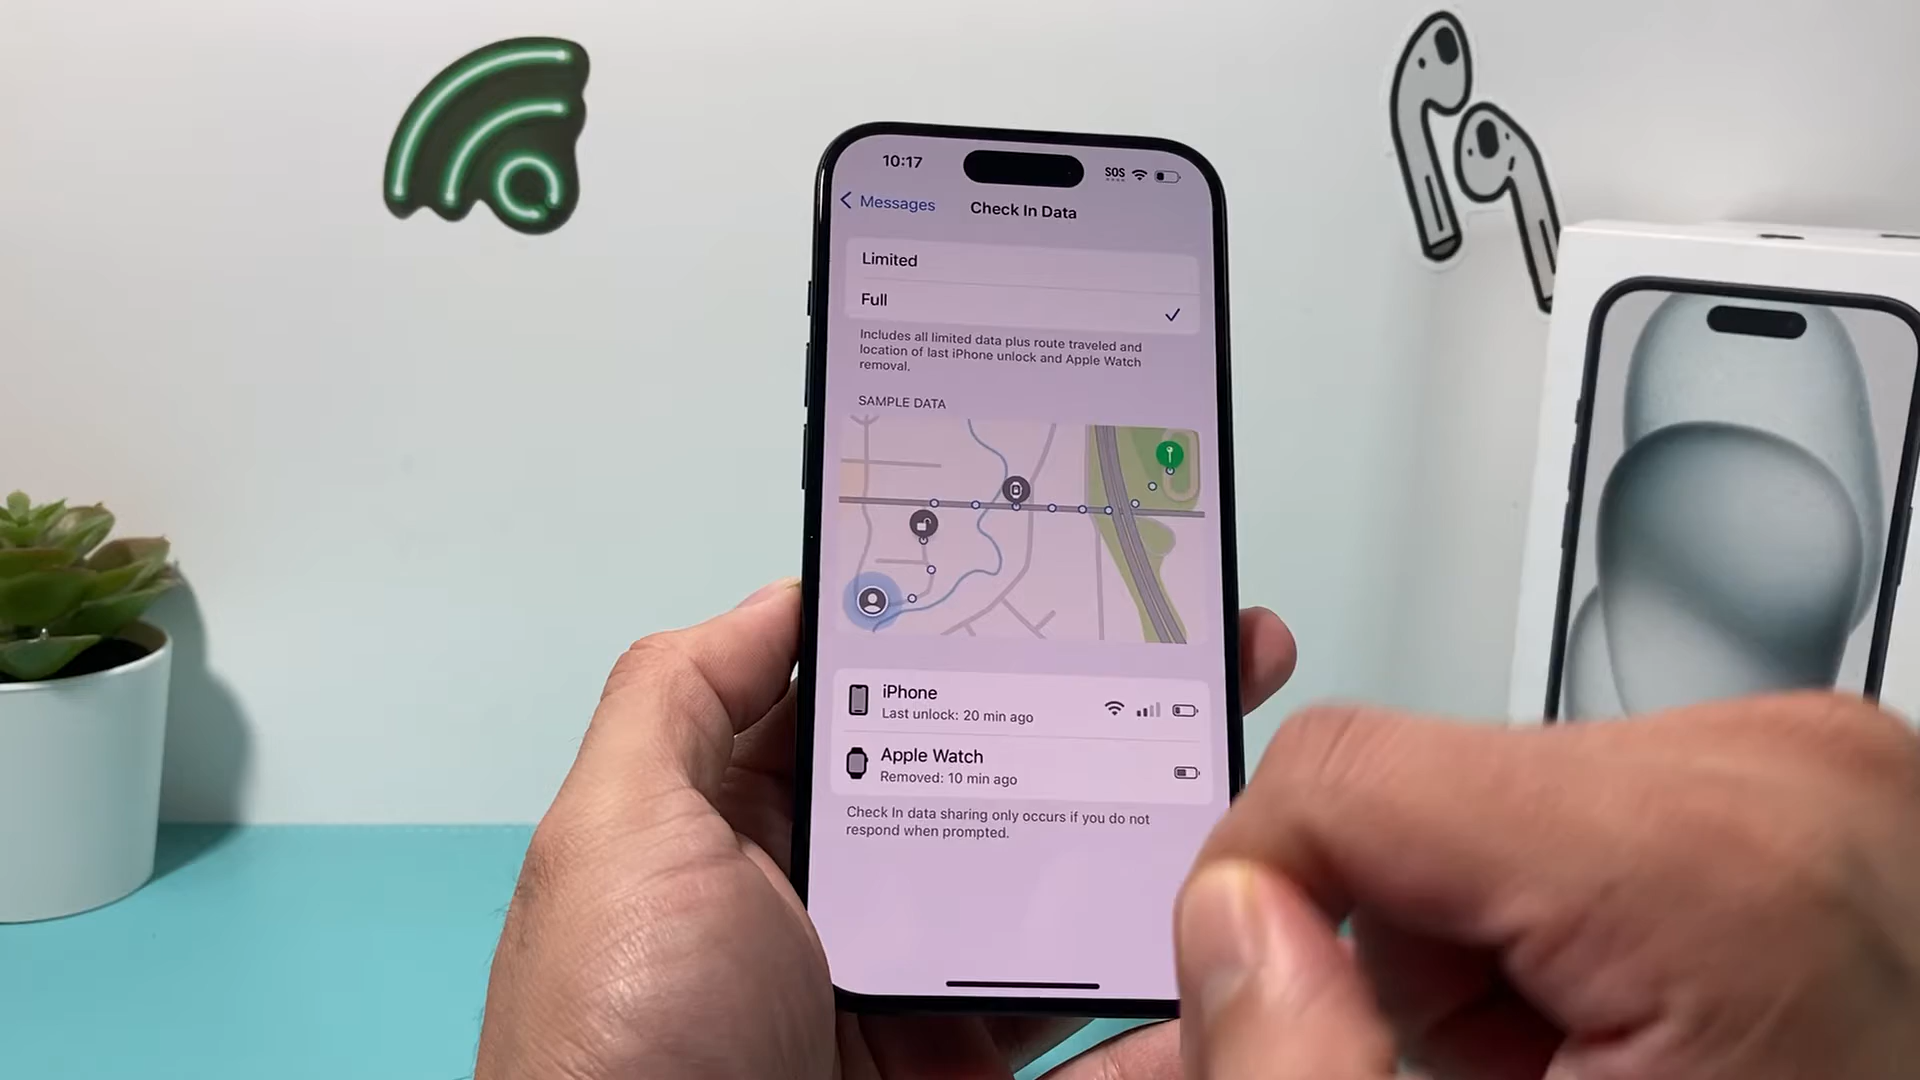 10:17
SOS
Messages
Check In Data
Limited
Full
Includes all limited data plus route traveled and
location of last iPhone unlock and Apple Watch
removal.
SAMPLE DATA
iPhone
Last unlock: 20 min ago
Apple Watch
Removed: 10 min ago
Check In data sharing only occurs if you do not
respond when prompted.